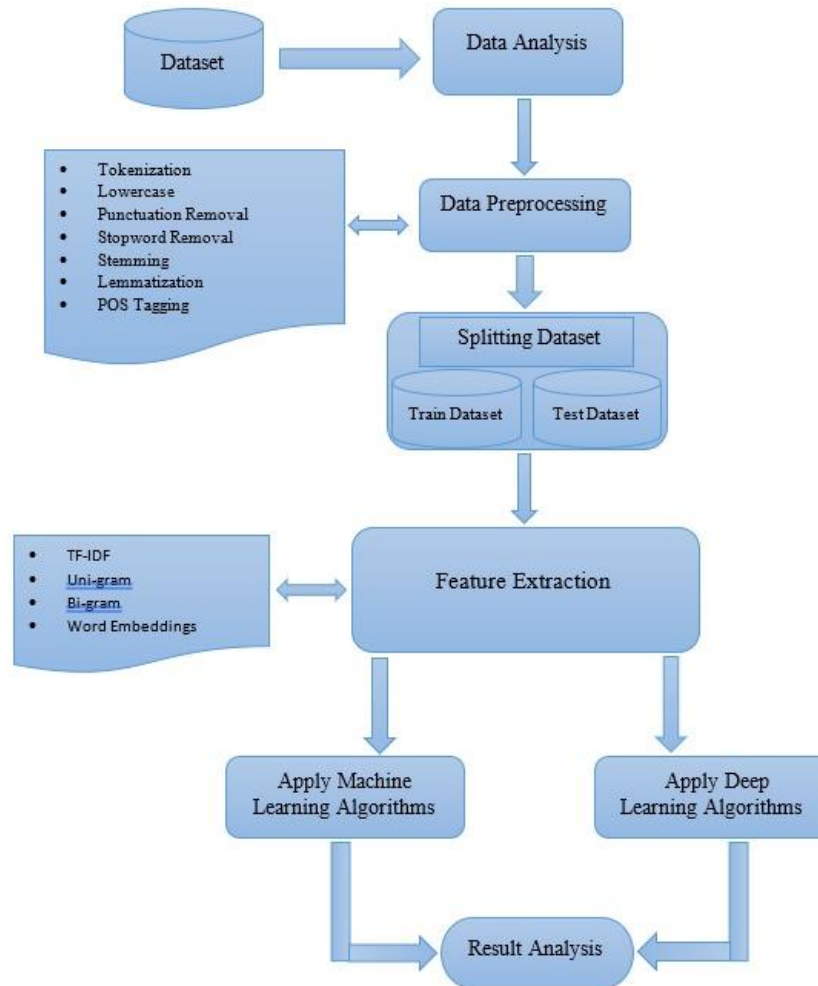 Dataset
Data Analysis
Tokenization
Lowercase
Punctuation Removal
Stopword Removal
Stemming
Lemmatization
POS Tagging
Data Preprocessing
Splitting Dataset
Train Dataset
Test Dataset
TF-IDF
Uni-gram
Bi-gram
Word Embeddings
Feature Extraction
Apply Machine
Learning Algorithms
Apply Deep
Learning Algorithms
Result Analysis